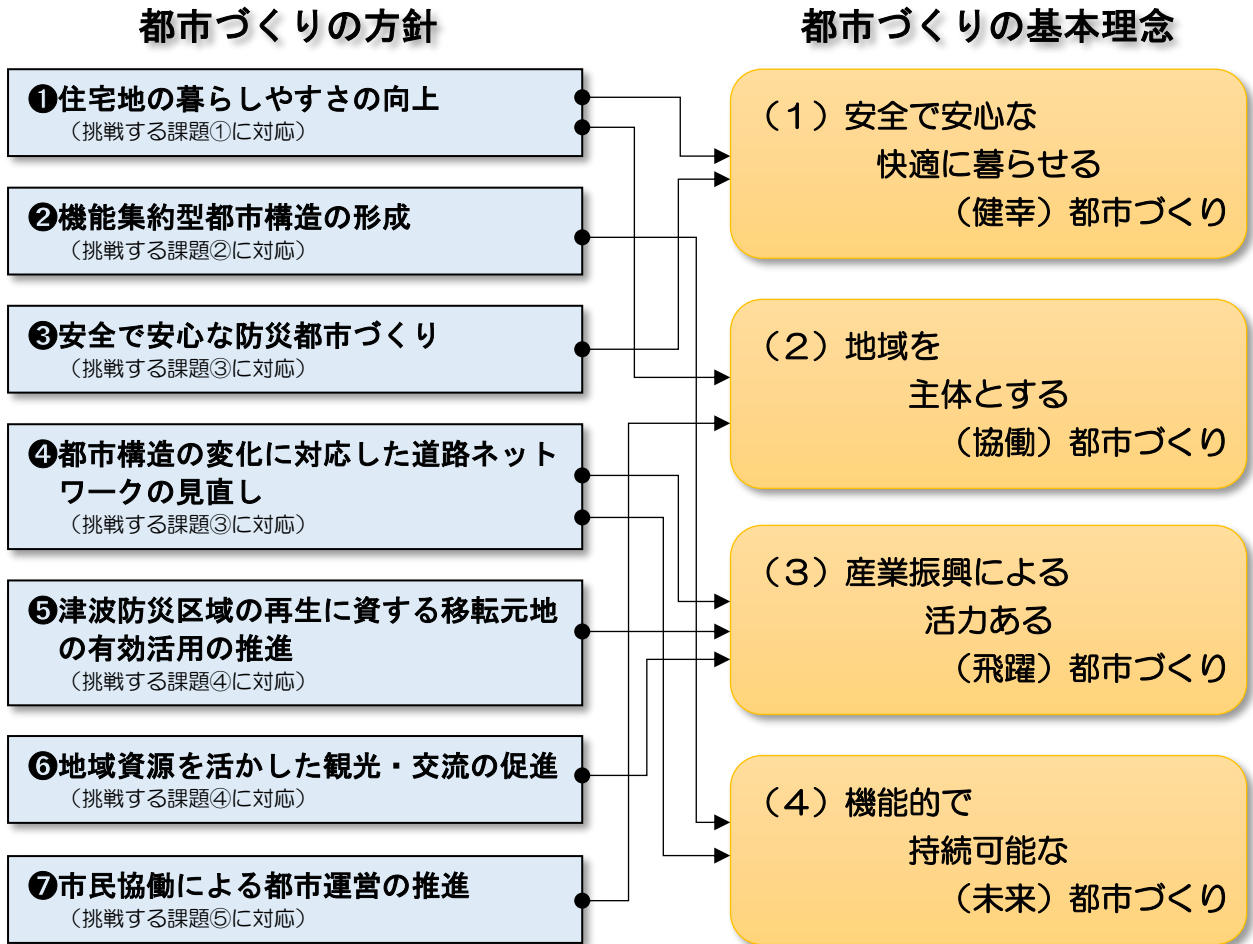 都市づくりの方針
❶住宅地の暮らしやすさの向上
(挑戦する課題①に対応)
❷機能集約型都市構造の形成
(挑戦する課題②に対応)
❸安全で安心な防災都市づくり
(挑戦する課題③に対応)
❹都市構造の変化に対応した道路ネット
ワークの見直し
(挑戦する課題③に対応)
❺津波防災区域の再生に資する移転元地
の有効活用の推進
(挑戦する課題④に対応)
❻地域資源を活かした観光・交流の促進
(挑戦する課題④に対応)
❼市民協働による都市運営の推進
(挑戦する課題⑤に対応)
都市づくりの基本理念
(1)安全で安心な
快適に暮らせる
(健幸)都市づくり
(2)地域を
主体とする
(協働)都市づくり
(3)産業振興による
活力ある
(飛躍)都市づくり
(4)機能的で
持続可能な
(未来)都市づくり